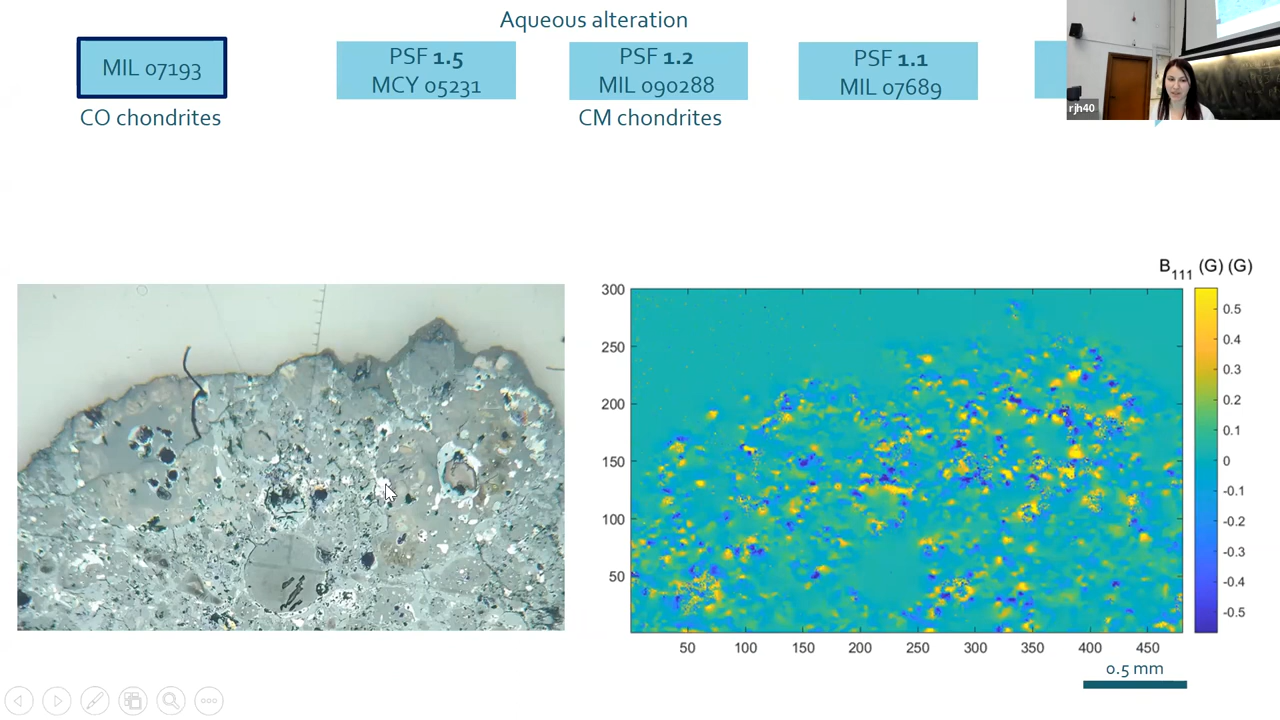 Aqueous alteration
MIL 07193
PSF 1.5
MCY 05231
PSF 1.2
MIL 090288
PSF 1.1
MIL 07689
rjh40
CO chondrites
CM chondrites
B111 (G) (G)
300
250
200
150
100
50
50
100
150
200
250
300
350
400
450
0.5
0.4
0.3
0.2
0.1
0
-0.1
-0.2
-0.3
-0.4
-0.5
0.5 mm